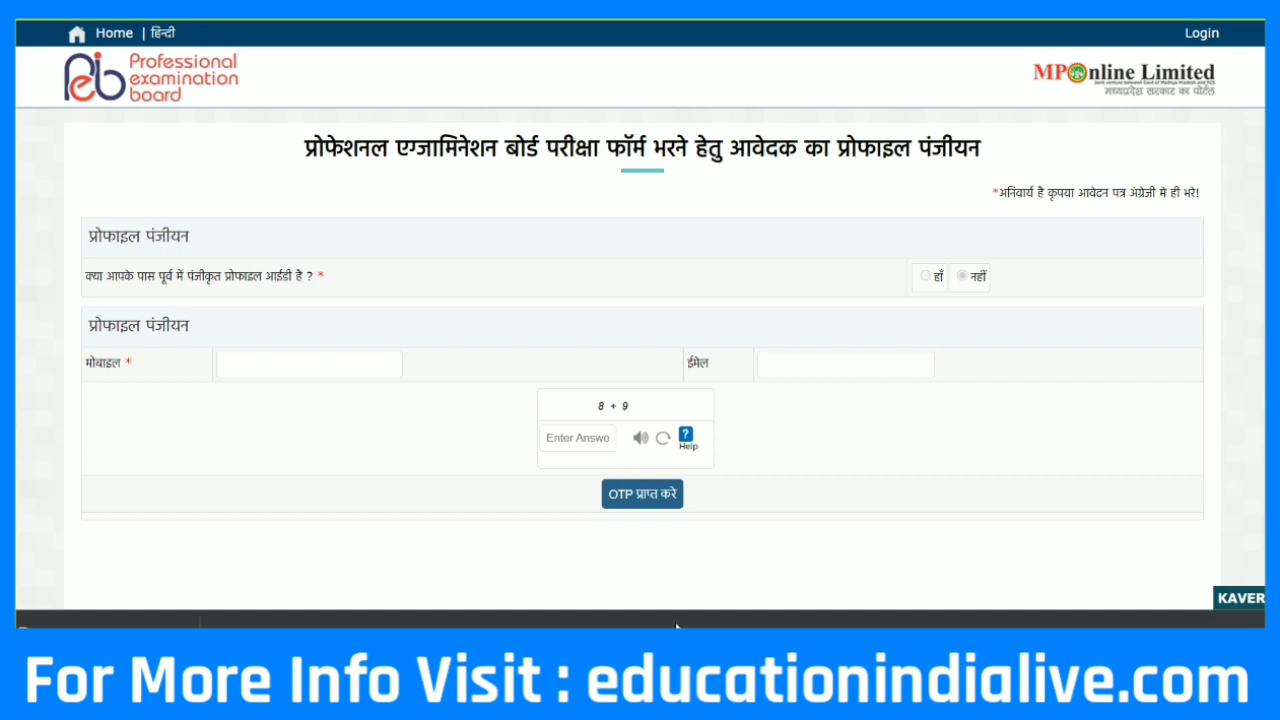 Home | हिन्दी
Login
peb Professional
examination
board
MPOnline Limited
मध्यप्रदेश सरकार का पोर्टल
प्रोफेशनल एग्जामिनेशन बोर्ड परीक्षा फॉर्म भरने हेतु आवेदक का प्रोफाइल पंजीयन
*अनिवार्य है कृपया आवेदन पत्र अंग्रेजी मे ही भरे!
प्रोफाइल पंजीयन
क्या आपके पास पूर्व में पंजीकृत प्रोफाइल आईडी है ? *
हाँ
नहीं
प्रोफाइल पंजीयन
मोबाइल *
ईमेल
8 + 9
Enter Answe
?
Help
OTP प्राप्त करे
KAVER
For More Info Visit : educationindialive.com